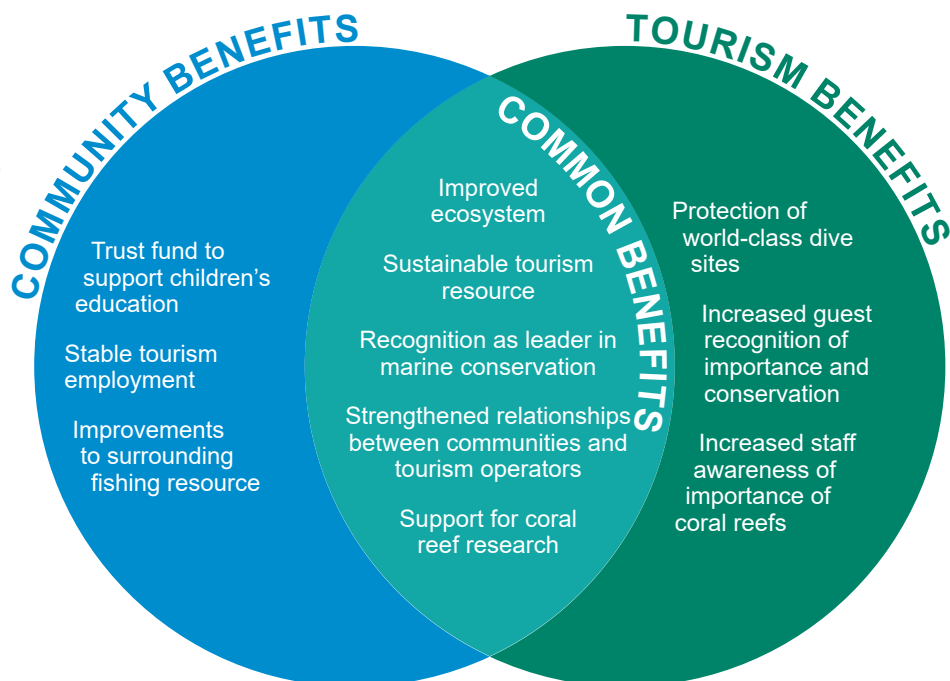 COMMUNITY BENEFITS
Trust fund to
support children’s
education
Stable tourism
employment
Improvements
to surrounding
fishing resource
COMMON BENEFITS
Improved
ecosystem
Sustainable tourism
resource
Recognition as leader in
marine conservation
Strengthened relationships
between communities and
tourism operators
Support for coral
reef research
TOURISM BENEFITS
Protection of
world-class dive
sites
Increased guest
recognition of
importance and
conservation
Increased staff
awareness of
importance of
coral reefs